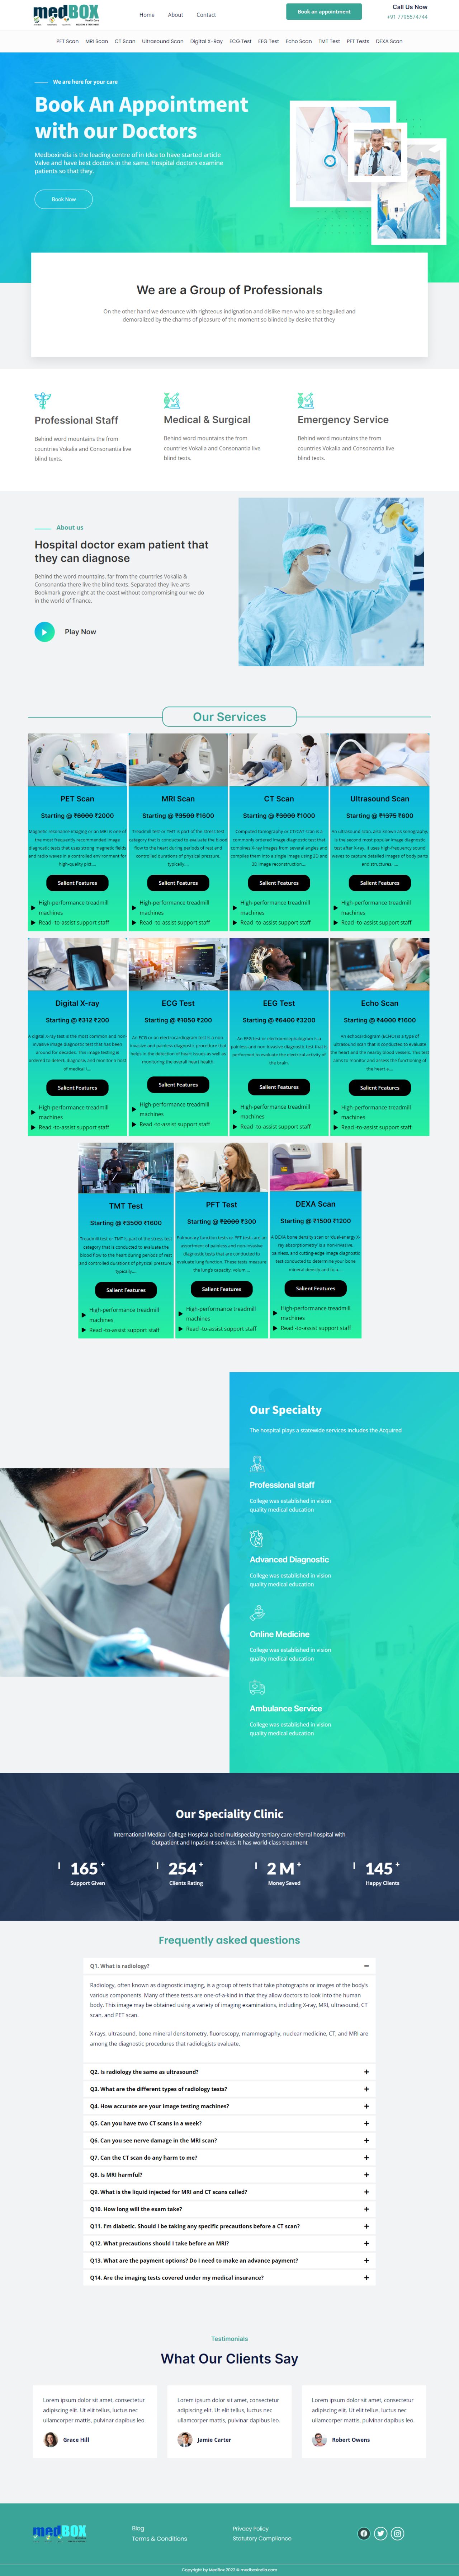 medBOX
Home
About
Contact
Book an appointment
Call Us Now
+91 7795574744
PET Scan
MRI Scan
CT Scan
Ultrasound Scan
Digital X-Ray
ECG Test
EEG Test
Echo Scan
TMT Test
PFT Tests
DEXA Scan
We are here for your care
Book An Appointment
with our Doctors
Medboxindia is the leading centre of in Idea to have started article
Valve and have best doctors in the same. Hospital doctors examine
patients so that they.
Book Now
We are a Group of Professionals
On the other hand we denounce with righteous indignation and dislike men who are so beguiled and
demoralized by the charms of pleasure of the moment so blinded by desire that they
Professional Staff
Behind word mountains the from
countries Vokalia and Consonantia live
blind texts.
Medical & Surgical
Behind word mountains the from
countries Vokalia and Consonantia live
blind texts.
Emergency Service
Behind word mountains the from
countries Vokalia and Consonantia live
blind texts.
About us
Hospital doctor exam patient that
they can diagnose
Behind the word mountains, far from the countries Vokalia &
Consonantia there live the blind texts. Separated they live arts
Bookmark grove right at the coast without compromising our we do
in the world of finance.
Play Now
Our Services
PET Scan
Starting @ ₹8000 ₹2000
Magnetic resonance imaging or an MRI is one of
the most frequently recommended image
diagnostic tests that uses strong magnetic fields
and radio waves in a controlled environment for
high-quality pict....
Salient Features
High-performance treadmill
machines
Read -to-assist support staff
MRI Scan
Starting @ ₹3500 ₹1600
Treadmill test or TMT is part of the stress test
category that is conducted to evaluate the blood
flow to the heart during periods of rest and
controlled durations of physical pressure.
typically....
Salient Features
High-performance treadmill
machines
Read -to-assist support staff
CT Scan
Starting @ ₹3000 ₹1000
Computed tomography or CT/CAT scan is a
commonly ordered image diagnostic test that
combines X-ray images from several angles and
compiles them into a single image using 2D and
3D image reconstruction....
Salient Features
High-performance treadmill
machines
Read -to-assist support staff
Ultrasound Scan
Starting @ ₹1375 ₹600
An ultrasound scan, also known as sonography,
is the second most popular image diagnostic
test after X-ray. It uses high-frequency sound
waves to capture detailed images of body parts
and structures, ....
Salient Features
High-performance treadmill
machines
Read -to-assist support staff
Digital X-ray
Starting @ ₹312 ₹200
A digital X-ray test is the most common and non-
invasive image diagnostic test that has been
around for decades. This image testing is
ordered to detect, diagnose, and monitor a host
of medical i....
Salient Features
High-performance treadmill
machines
Read -to-assist support staff
ECG Test
Starting @ ₹1050 ₹200
An ECG or an electrocardiogram test is a non-
invasive and painless diagnostic procedure that
helps in the detection of heart issues as well as
monitoring the overall heart health.
Salient Features
High-performance treadmill
machines
Read -to-assist support staff
EEG Test
Starting @ ₹6400 ₹3200
An EEG test or electroencephalogram is a
painless and non-invasive diagnostic test that is
performed to evaluate the electrical activity of
the brain.
Salient Features
High-performance treadmill
machines
Read -to-assist support staff
Echo Scan
Starting @ ₹4000 ₹1600
An echocardiogram (ECHO) is a type of
ultrasound scan that is conducted to evaluate
the heart and the nearby blood vessels. This test
aims to monitor and assess the functioning of
the heart a....
Salient Features
High-performance treadmill
machines
Read -to-assist support staff
TMT Test
Starting @ ₹3500 ₹1600
Treadmill test or TMT is part of the stress test
category that is conducted to evaluate the
blood flow to the heart during periods of rest
and controlled durations of physical pressure.
typically....
Salient Features
High-performance treadmill
machines
Read -to-assist support staff
PFT Test
Starting @ ₹2000 ₹300
Pulmonary function tests or PFT tests are an
assortment of painless and non-invasive
diagnostic tests that are conducted to
evaluate lung function. These tests measure
the lung's capacity, volum....
Salient Features
High-performance treadmill
machines
Read -to-assist support staff
DEXA Scan
Starting @ ₹1500 ₹1200
A DEXA bone density scan or 'dual-energy X-
ray absorptiometry' is a non-invasive,
painless, and cutting-edge image diagnostic
test conducted to determine your bone
mineral density and to a....
Salient Features
High-performance treadmill
machines
Read -to-assist support staff
Our Specialty
The hospital plays a statewide services includes the Acquired
Professional staff
College was established in vision
quality medical education
Advanced Diagnostic
College was established in vision
quality medical education
Online Medicine
College was established in vision
quality medical education
Ambulance Service
College was established in vision
quality medical education
Our Speciality Clinic
International Medical College Hospital a bed multispecialty tertiary care referral hospital with
Outpatient and Inpatient services. It has world-class treatment
165 +
Support Given
254 +
Clients Rating
2 M +
Money Saved
145 +
Happy Clients
Frequently asked questions
Q1. What is radiology?
Radiology, often known as diagnostic imaging, is a group of tests that take photographs or images of the body's
various components. Many of these tests are one-of-a-kind in that they allow doctors to look into the human
body. This image may be obtained using a variety of imaging examinations, including X-ray, MRI, ultrasound, CT
scan, and PET scan.
X-rays, ultrasound, bone mineral densitometry, fluoroscopy, mammography, nuclear medicine, CT, and MRI are
among the diagnostic procedures that radiologists evaluate.
Q2. Is radiology the same as ultrasound?
Q3. What are the different types of radiology tests?
Q4. How accurate are your image testing machines?
Q5. Can you have two CT scans in a week?
Q6. Can you see nerve damage in the MRI scan?
Q7. Can the CT scan do any harm to me?
Q8. Is MRI harmful?
Q9. What is the liquid injected for MRI and CT scans called?
Q10. How long will the exam take?
Q11. I'm diabetic. Should I be taking any specific precautions before a CT scan?
Q12. What precautions should I take before an MRI?
Q13. What are the payment options? Do I need to make an advance payment?
Q14. Are the imaging tests covered under my medical insurance?
Testimonials
What Our Clients Say
Lorem ipsum dolor sit amet, consectetur
adipiscing elit. Ut elit tellus, luctus nec
ullamcorper mattis, pulvinar dapibus leo.
Grace Hill
Lorem ipsum dolor sit amet, consectetur
adipiscing elit. Ut elit tellus, luctus nec
ullamcorper mattis, pulvinar dapibus leo.
Jamie Carter
Lorem ipsum dolor sit amet, consectetur
adipiscing elit. Ut elit tellus, luctus nec
ullamcorper mattis, pulvinar dapibus leo.
Robert Owens
medBOX
Blog
Terms & Conditions
Privacy Policy
Statutory Compliance
Copyright by MedBox 2023 © medboxindia.com